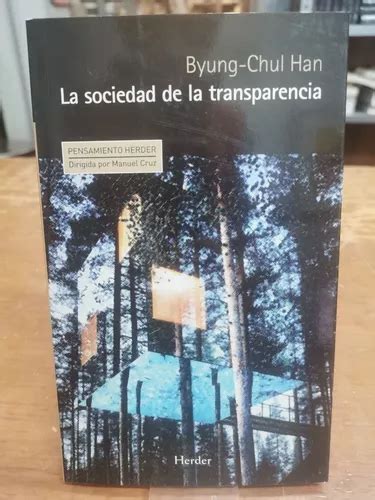 Byung-Chul Han
La sociedad de la transparencia
PENSAMIENTO HERDER
Dirigida por Manuel Cruz
Herder